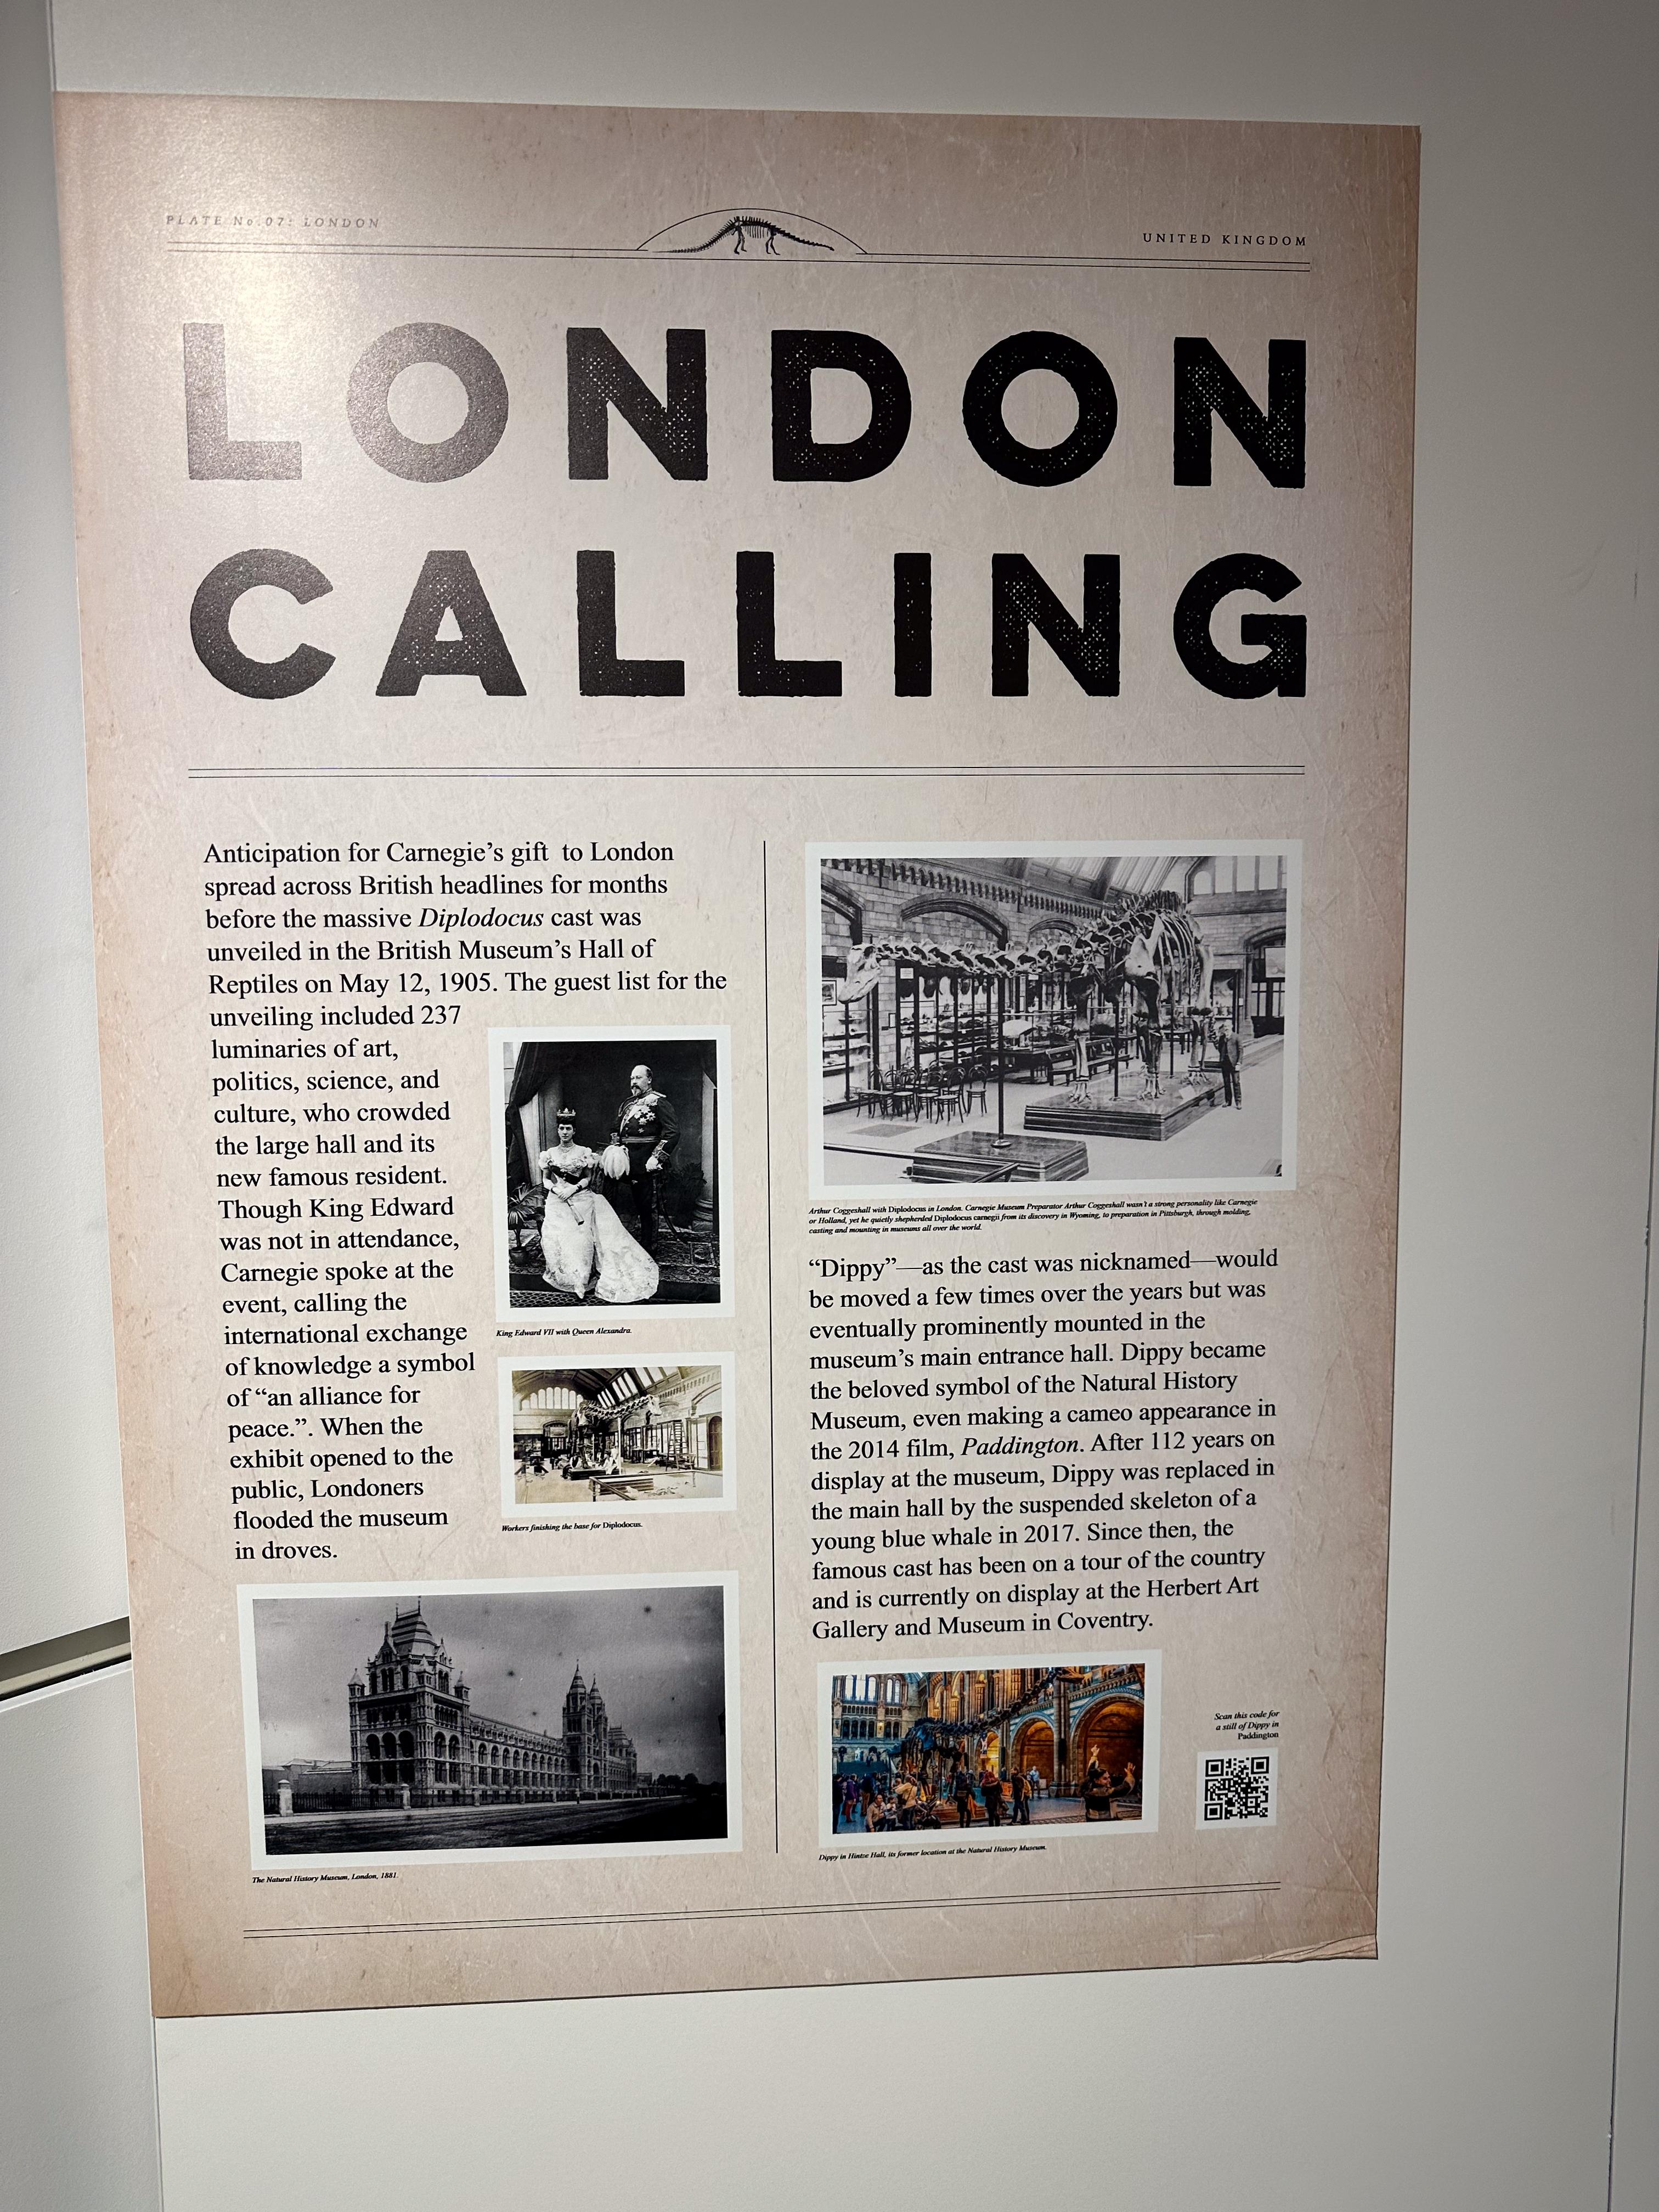 PLATE No.07: LONDON
UNITED KINGDOM
LONDON
CALLING
Anticipation for Carnegie's gift to London
spread across British headlines for months
before the massive Diplodocus cast was
unveiled in the British Museum's Hall of
Reptiles on May 12, 1905. The guest list for the
unveiling included 237
luminaries of art,
politics, science, and
culture, who crowded
the large hall and its
new famous resident.
Though King Edward
was not in attendance,
Carnegie spoke at the
event, calling the
international exchange
of knowledge a symbol
of “an alliance for
peace.”. When the
exhibit opened to the
public, Londoners
flooded the museum
in droves.
King Edward VII with Queen Alexandra.
Workers finishing the base for Diplodocus.
The Natural History Museum, London, 1881.
Arthur Coggeshall with Diplodocus in London. Carnegie Museum Preparator Arthur Coggeshall wasn't a strong personality like Carnegie
or Holland, yet he quietly shepherded Diplodocus carnegii from its discovery in Wyoming, to preparation in Pittsburgh, through molding,
casting and mounting in museums all over the world.
“Dippy”—as the cast was nicknamed—would
be moved a few times over the years but was
eventually prominently mounted in the
museum's main entrance hall. Dippy became
the beloved symbol of the Natural History
Museum, even making a cameo appearance in
the 2014 film, Paddington. After 112 years on
display at the museum, Dippy was replaced in
the main hall by the suspended skeleton of a
young blue whale in 2017. Since then, the
famous cast has been on a tour of the country
and is currently on display at the Herbert Art
Gallery and Museum in Coventry.
Dippy in Hintze Hall, its former location at the Natural History Museum.
Scan this code for
a still of Dippy in
Paddington